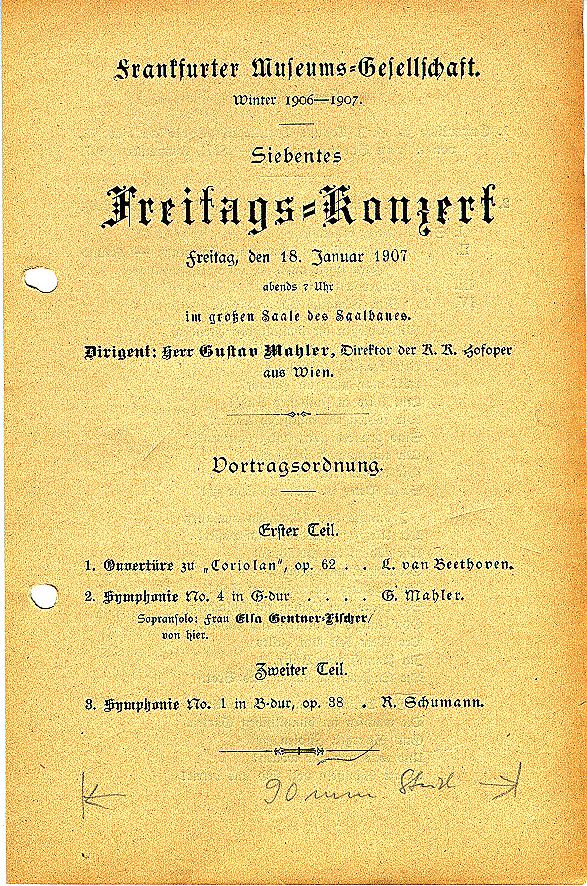 Frankfurter Museums-Gesellschaft.
Winter 1906—1907.
Siebentes
Freitags-Konzert
Freitag, den 18. Januar 1907
abends 7 Uhr
im großen Saale des Saalbaues.
Dirigent: Herr Gustav Mahler, Direktor der K. K. Hofoper
aus Wien.
Vortragsordnung.
Erster Teil.
1. Ouvertüre zu „Coriolan", op. 62 . . L. van Beethoven.
2. Symphonie No. 4 in G-dur . . . . G. Mahler.
Sopransolo: Frau Elsa Gentner-Fischer
von hier.
Zweiter Teil.
3. Symphonie No. 1 in B-dur, op. 38 . R. Schumann.
90 mm